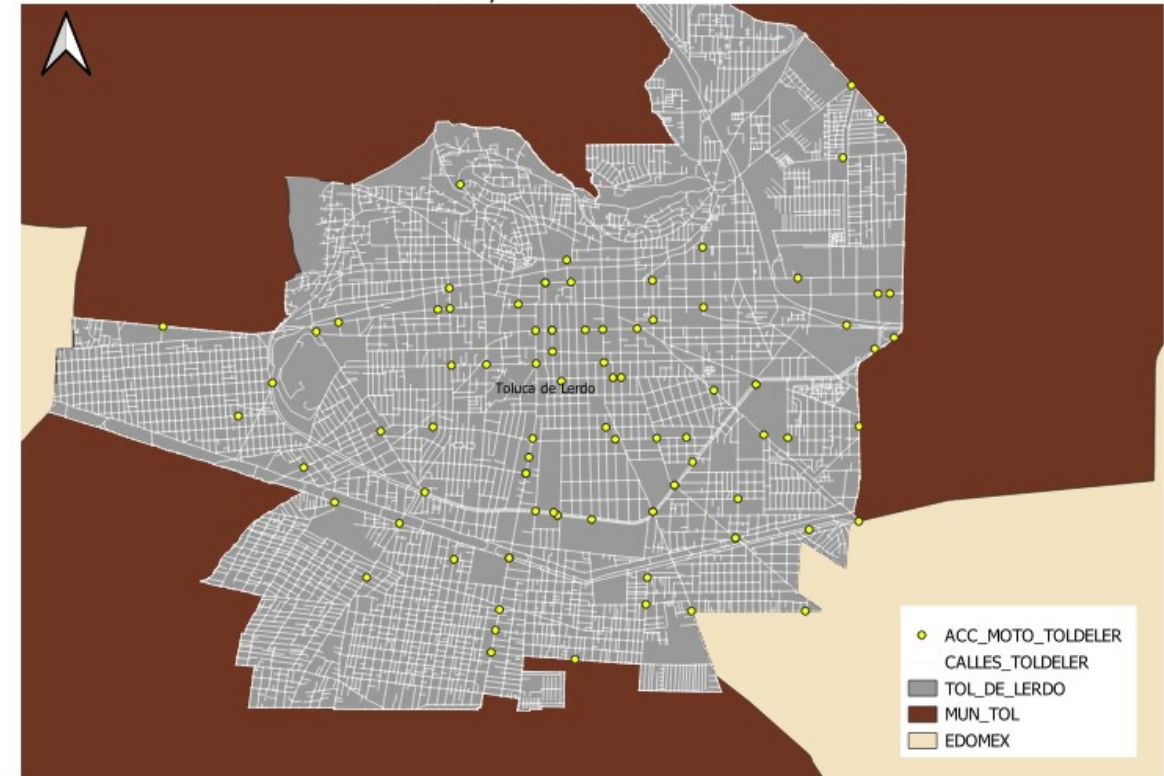 Toluca de Lerdo
ACC_MOTO_TOLDELER
CALLES_TOLDELER
TOL_DE_LERDO
MUN_TOL
EDOMEX